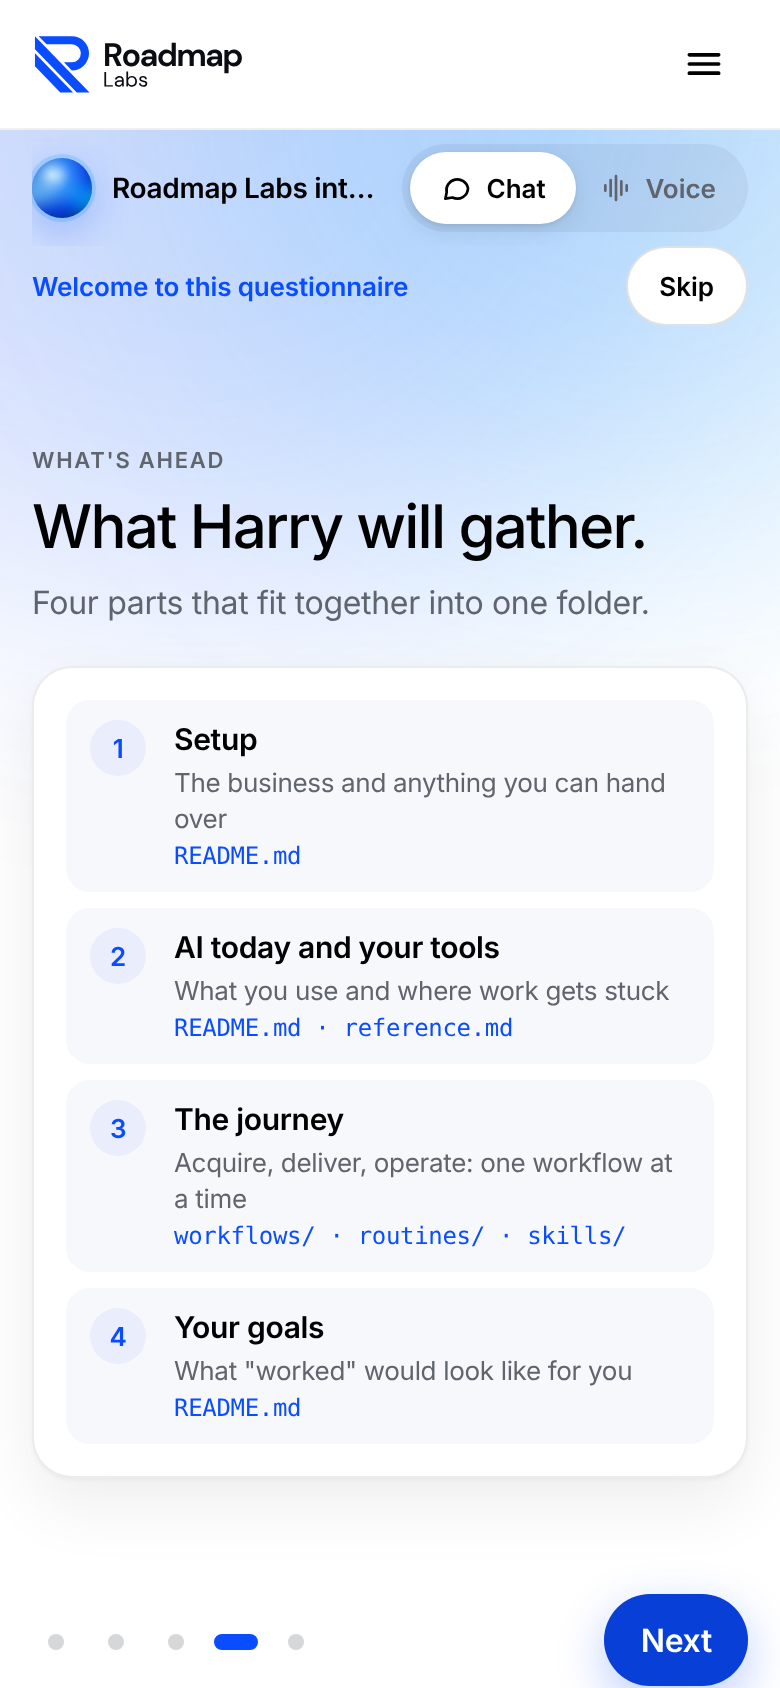 Roadmap
Labs
Roadmap Labs int...
Chat
Voice
Welcome to this questionnaire
Skip
WHAT'S AHEAD
What Harry will gather.
Four parts that fit together into one folder.
1
Setup
The business and anything you can hand
over
README.md
2
AI today and your tools
What you use and where work gets stuck
README.md · reference.md
3
The journey
Acquire, deliver, operate: one workflow at
a time
workflows/ · routines/ · skills/
4
Your goals
What "worked" would look like for you
README.md
Next